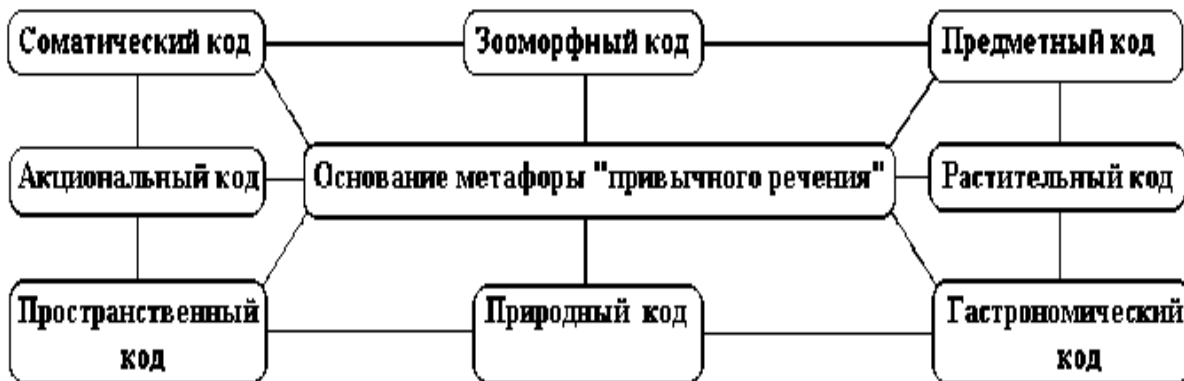 Соматический код
Зооморфный код
Предметный код
Акциональный код
Основание метафоры "привычного речения"
Растительный код
Пространственный
код
Природный код
Гастрономический
код